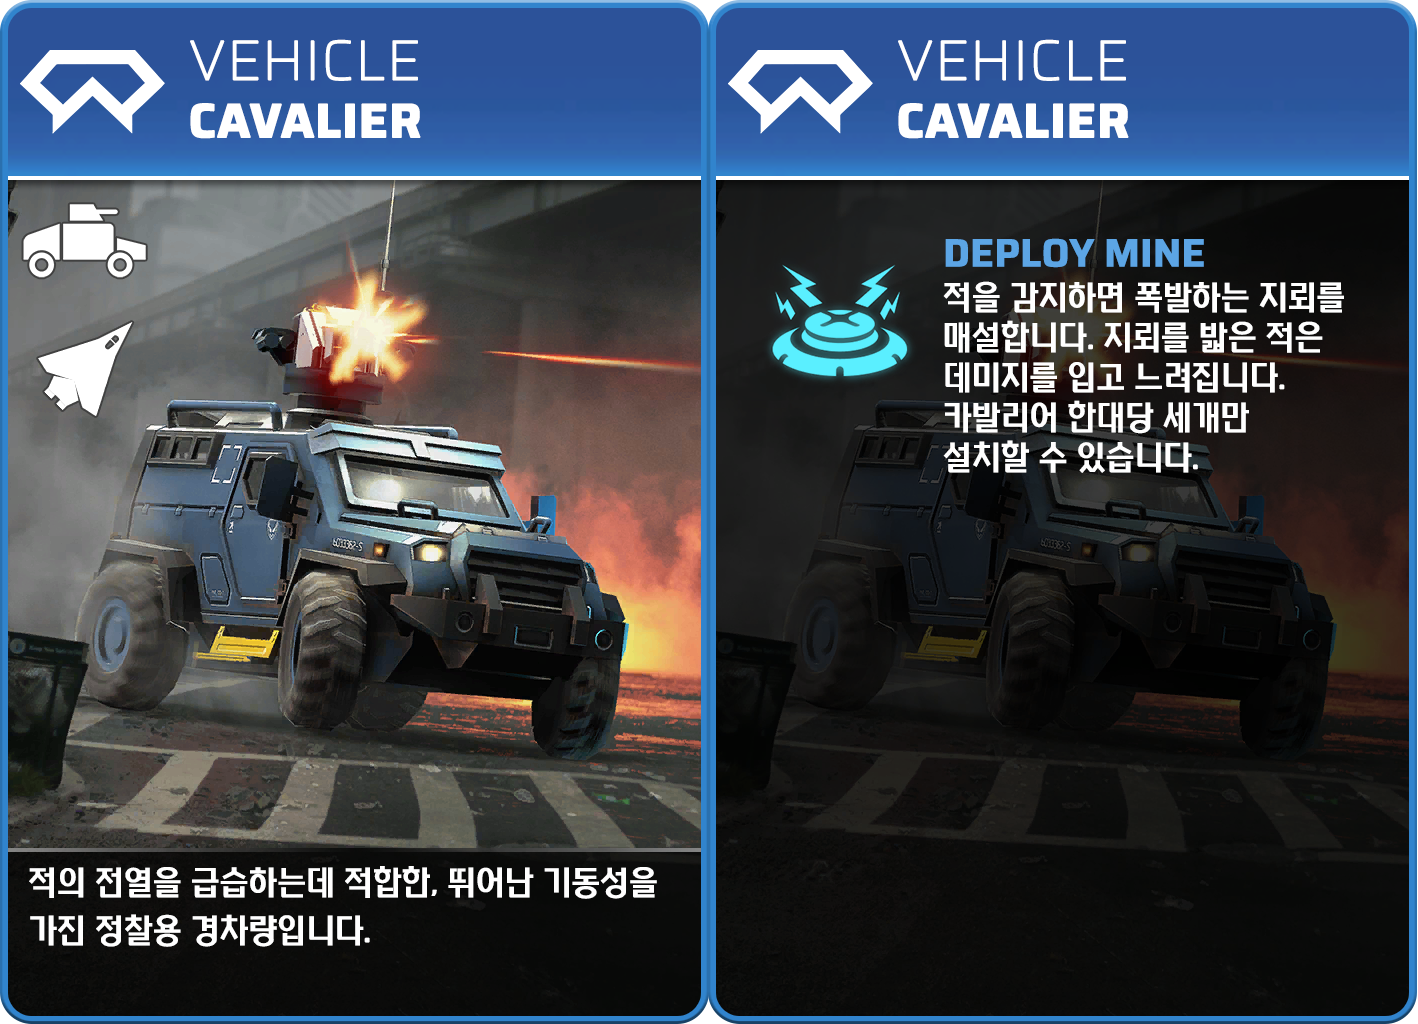 VEHICLE
CAVALIER
6033362-S
적의 전열을 급습하는데 적합한, 뛰어난 기동성을
가진 정찰용 경차량입니다.
VEHICLE
CAVALIER
DEPLOY MINE
적을 감지하면 폭발하는 지뢰를
매설합니다. 지뢰를 밟은 적은
데미지를 입고 느려집니다.
카발리어 한대당 세개만
설치할 수 있습니다.
6033362-S